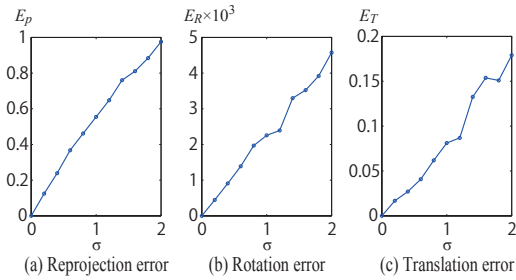 E_p
E_R×10^3
E_T
1
0.8
0.6
0.4
0.2
0
0 1 2
σ
5
4
3
2
1
0
0 1 2
σ
0.2
0.15
0.1
0.05
0
0 1 2
σ
(a) Reprojection error
(b) Rotation error
(c) Translation error